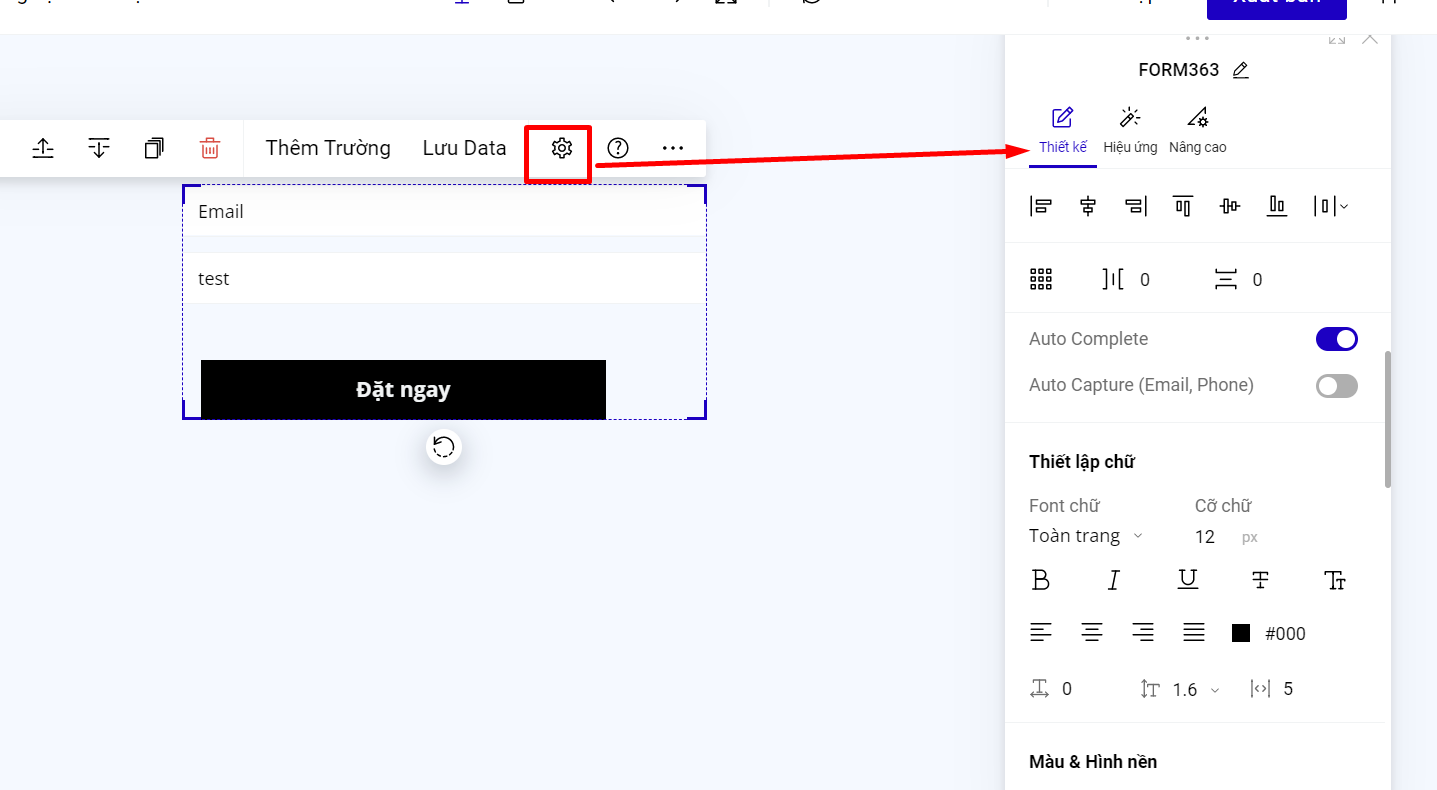 Xuất bản
FORM363
Thiết kế
Hiệu ứng
Nâng cao
Thêm Trường
Lưu Data
Email
test
Đặt ngay
0
0
Auto Complete
Auto Capture (Email, Phone)
Thiết lập chữ
Font chữ
Cỡ chữ
Toàn trang
12 px
#000
0
1.6
5
Màu & Hình nền